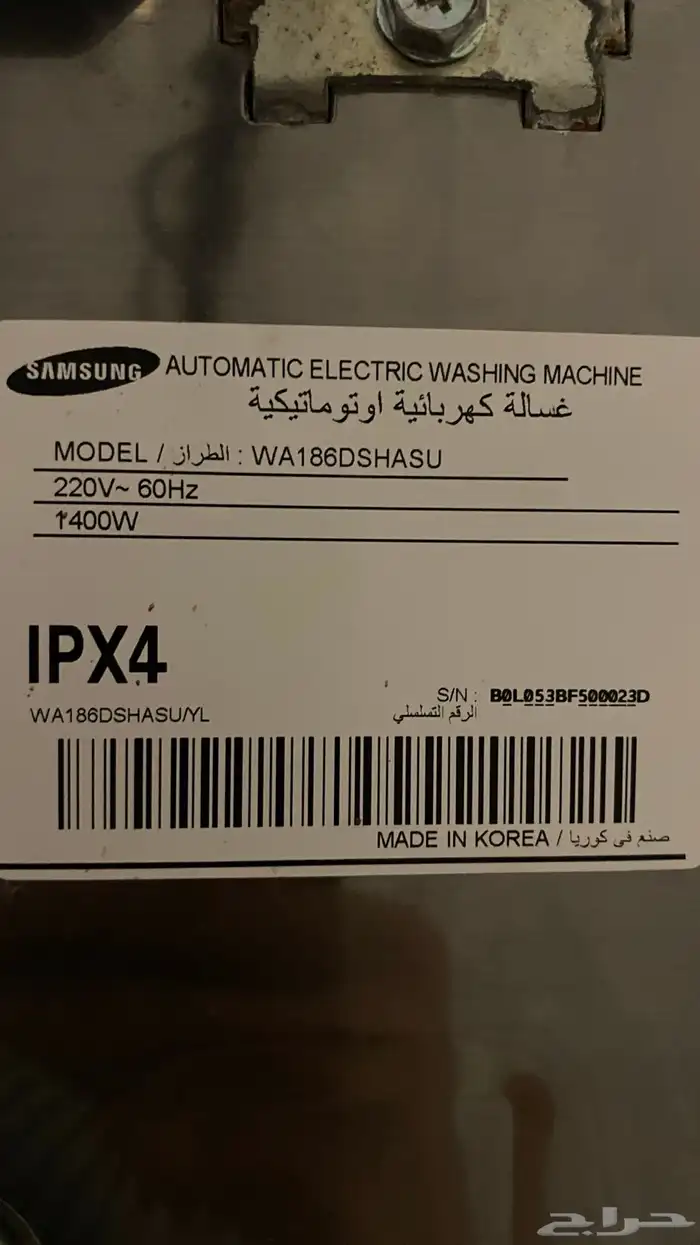 SAMSUNG AUTOMATIC ELECTRIC WASHING MACHINE
غسالة كهربائية اوتوماتيكية
MODEL / الطراز : WA186DSHASU
220V~ 60Hz
1400W
IPX4
S/N : B0L053BF500023D
WA186DSHASU/YL
الرقم التسلسلي
MADE IN KOREA / صنع في كوريا
حراج